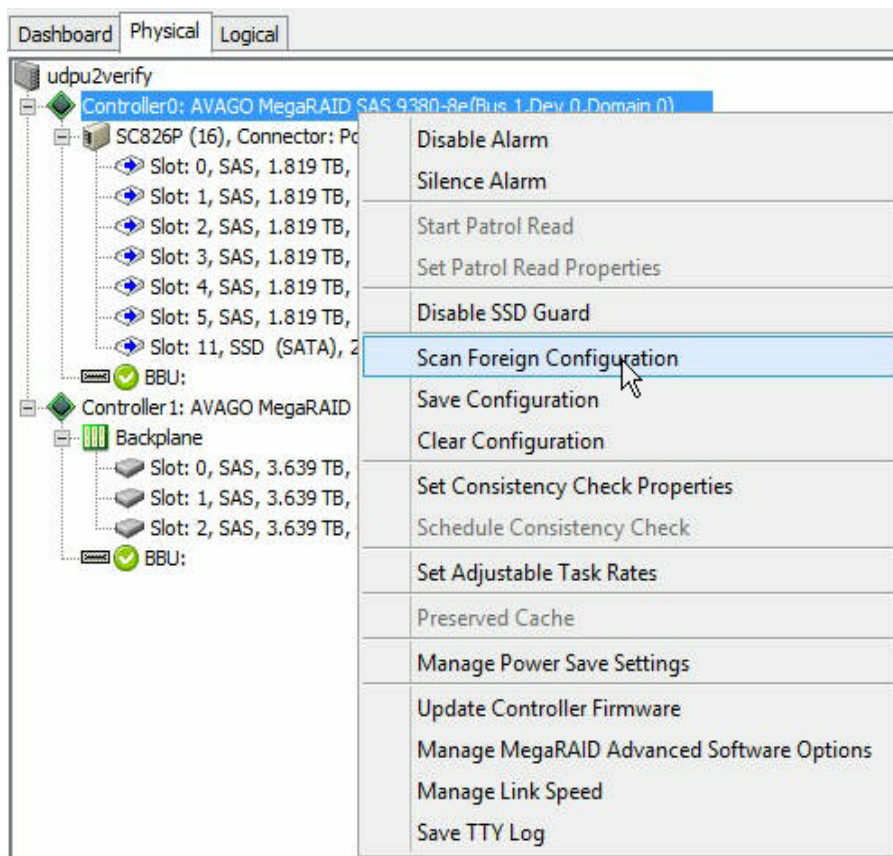 Dashboard Physical Logical
udpu2verify
Controller0: AVAGO MegaRAID SAS 9380-8e(Bus 1,Dev 0,Domain 0)
SC826P (16), Connector: Po
Slot: 0, SAS, 1.819 TB,
Slot: 1, SAS, 1.819 TB,
Slot: 2, SAS, 1.819 TB,
Slot: 3, SAS, 1.819 TB,
Slot: 4, SAS, 1.819 TB,
Slot: 5, SAS, 1.819 TB,
Slot: 11, SSD (SATA), 2
BBU:
Controller1: AVAGO MegaRAID
Backplane
Slot: 0, SAS, 3.639 TB,
Slot: 1, SAS, 3.639 TB,
Slot: 2, SAS, 3.639 TB,
BBU:
Disable Alarm
Silence Alarm
Start Patrol Read
Set Patrol Read Properties
Disable SSD Guard
Scan Foreign Configuration
Save Configuration
Clear Configuration
Set Consistency Check Properties
Schedule Consistency Check
Set Adjustable Task Rates
Preserved Cache
Manage Power Save Settings
Update Controller Firmware
Manage MegaRAID Advanced Software Options
Manage Link Speed
Save TTY Log